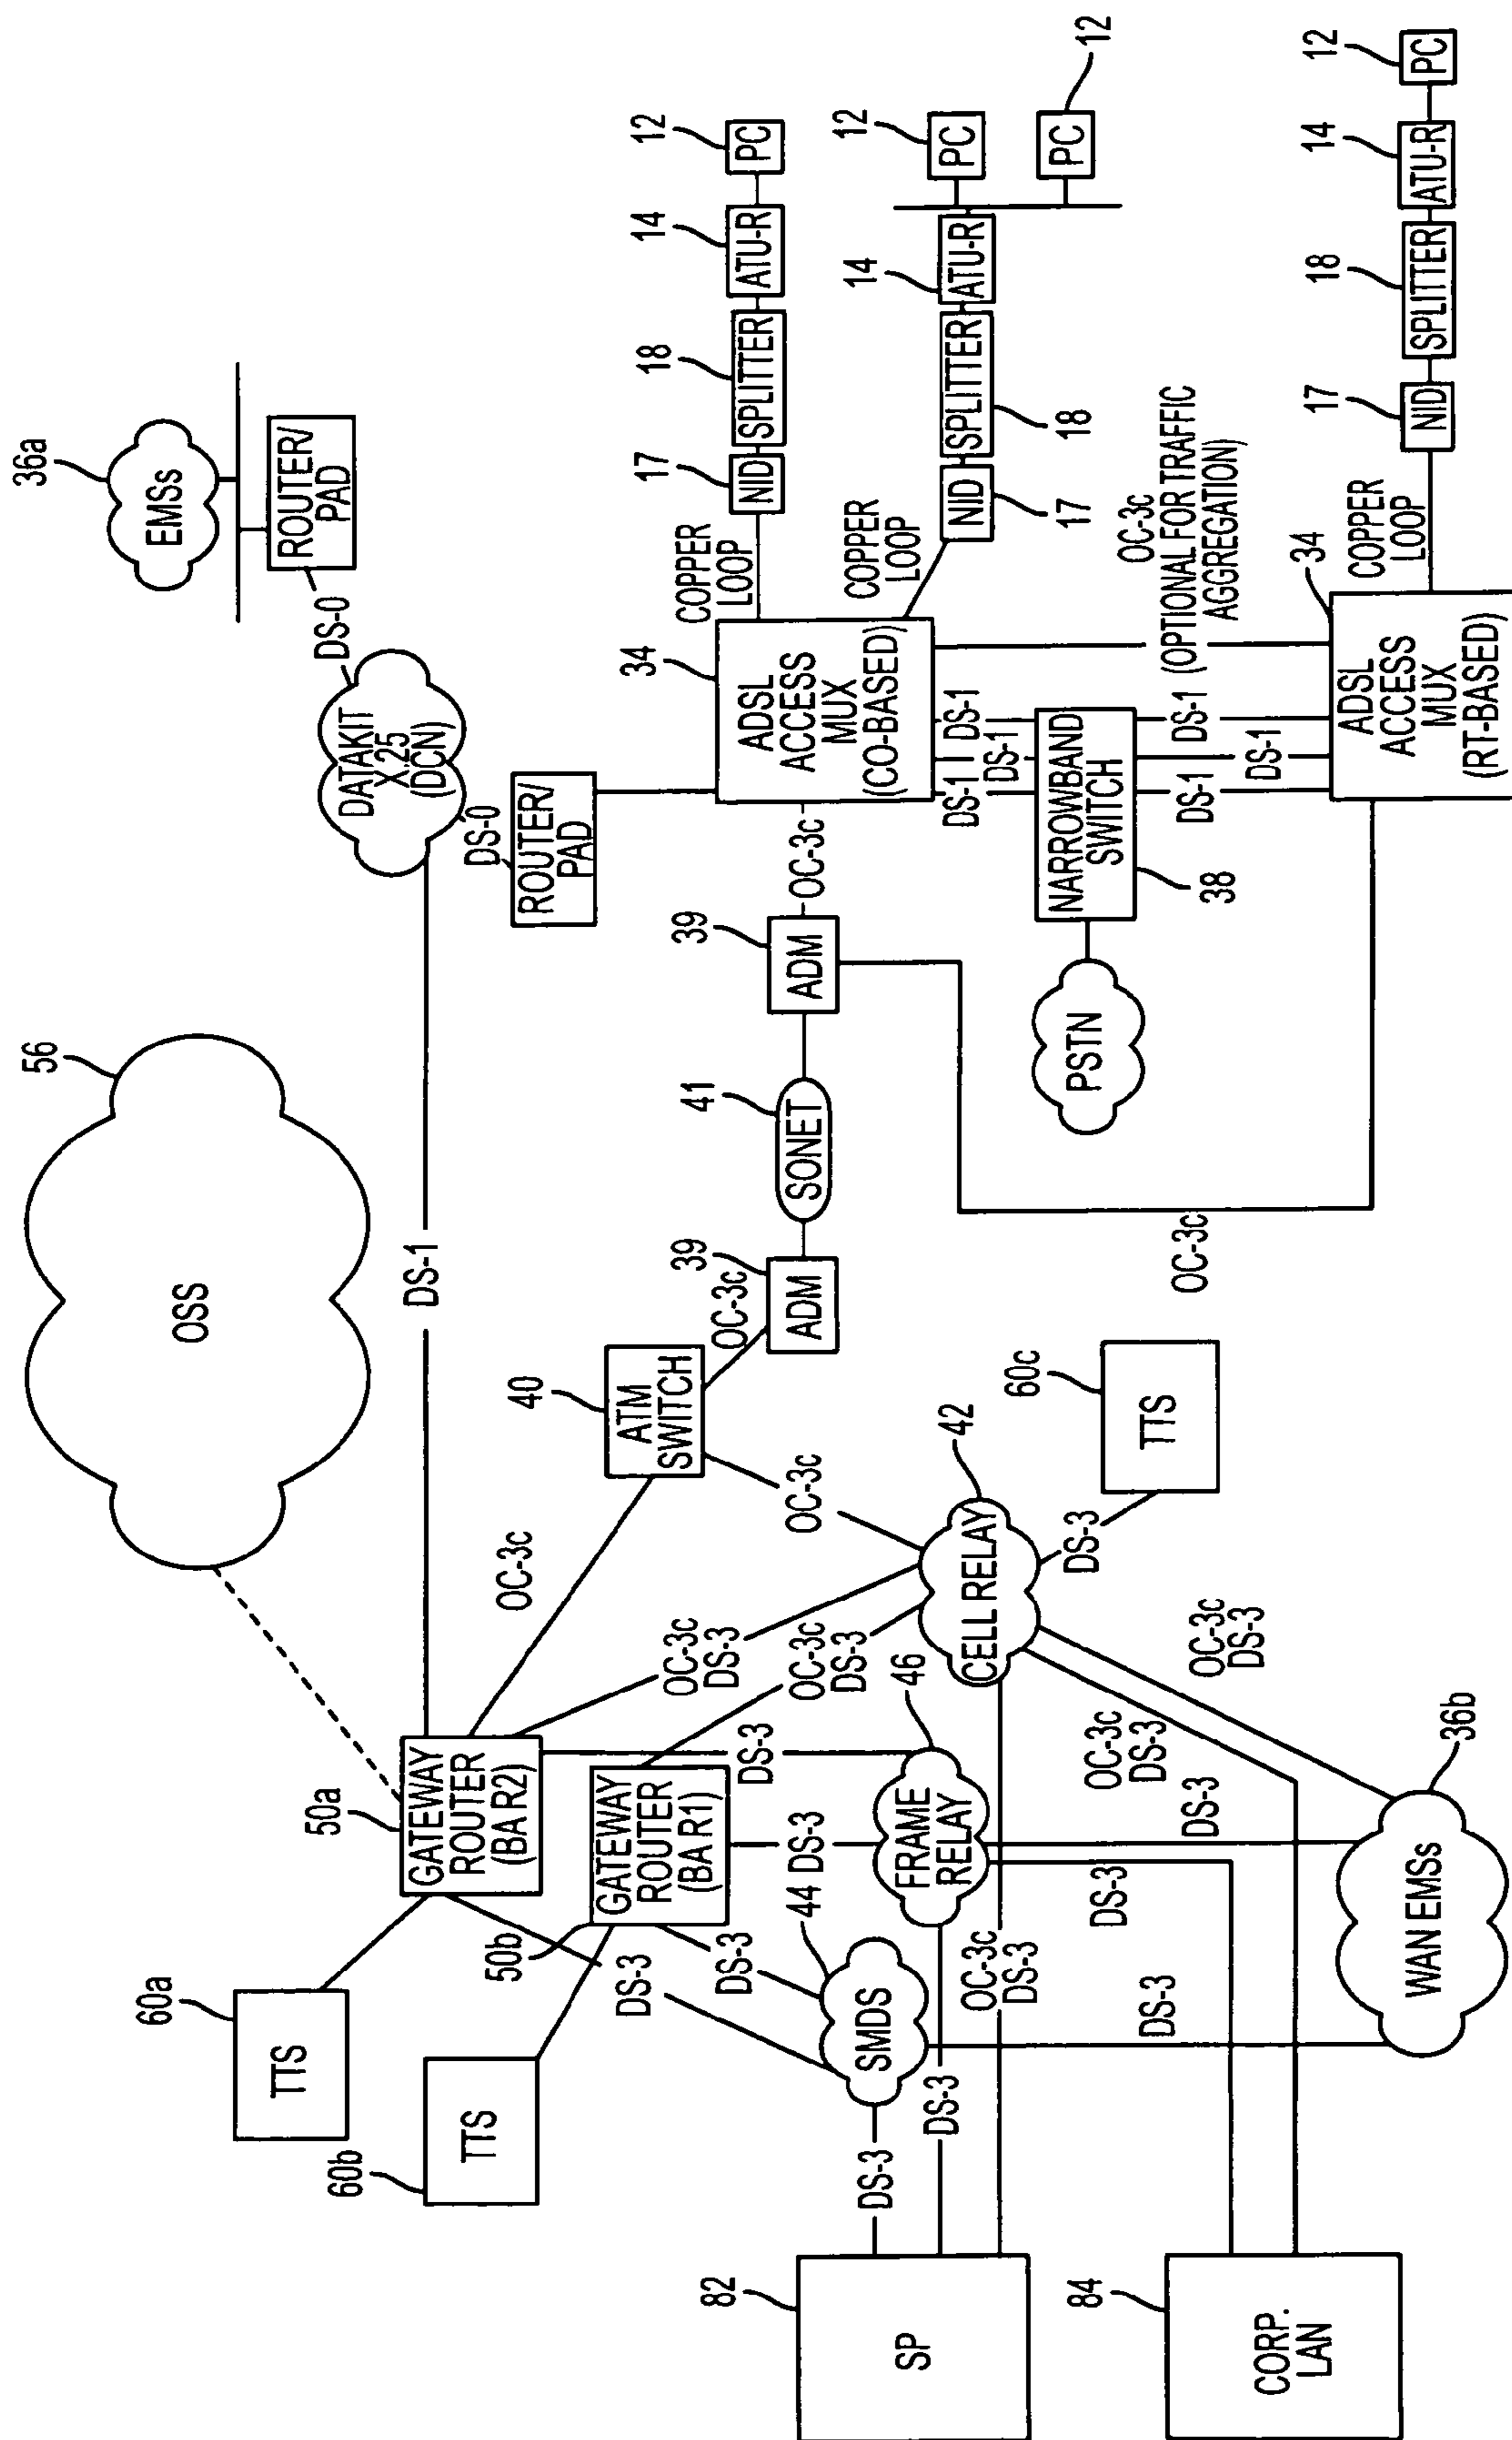 36a
56
EMSs
OSS
60a
TTS
ROUTER/
PAD
DS-0
50a
60b
GATEWAY
ROUTER
(BA R2)
DS-1
DATAKIT
X.25
(DCN)
DS-0
TTS
50b
GATEWAY
ROUTER
(BA R1)
OC-3c
40
ATM
SWITCH
ROUTER/
PAD
DS-3
DS-3
OC-3c
DS-3
OC-3c
39
OC-3c
41
39
34
COPPER
LOOP
17
18
14
12
NID
SPLITTER
ATU-R
PC
82
SP
DS-3
44
SMDS
DS-3
DS-3
46
FRAME
RELAY
OC-3c
DS-3
OC-3c
ADM
SONET
ADM
OC-3c
ADSL
ACCESS
MUX
(CO-BASED)
COPPER
LOOP
14
12
12
DS-3
OC-3c
DS-3
42
CELL RELAY
DS-3
60c
TTS
PSTN
NARROWBAND
SWITCH
38
DS-1
DS-1
DS-1
NID
SPLITTER
ATU-R
PC
PC
17
18
84
CORP.
LAN
DS-3
DS-3
DS-3
OC-3c
DS-3
OC-3c
DS-3
OC-3c
DS-1
DS-1
DS-1
OC-3c
(OPTIONAL FOR TRAFFIC
AGGREGATION)
36b
WAN EMSs
34
ADSL
ACCESS
MUX
(RT-BASED)
COPPER
LOOP
17
18
14
12
NID
SPLITTER
ATU-R
PC